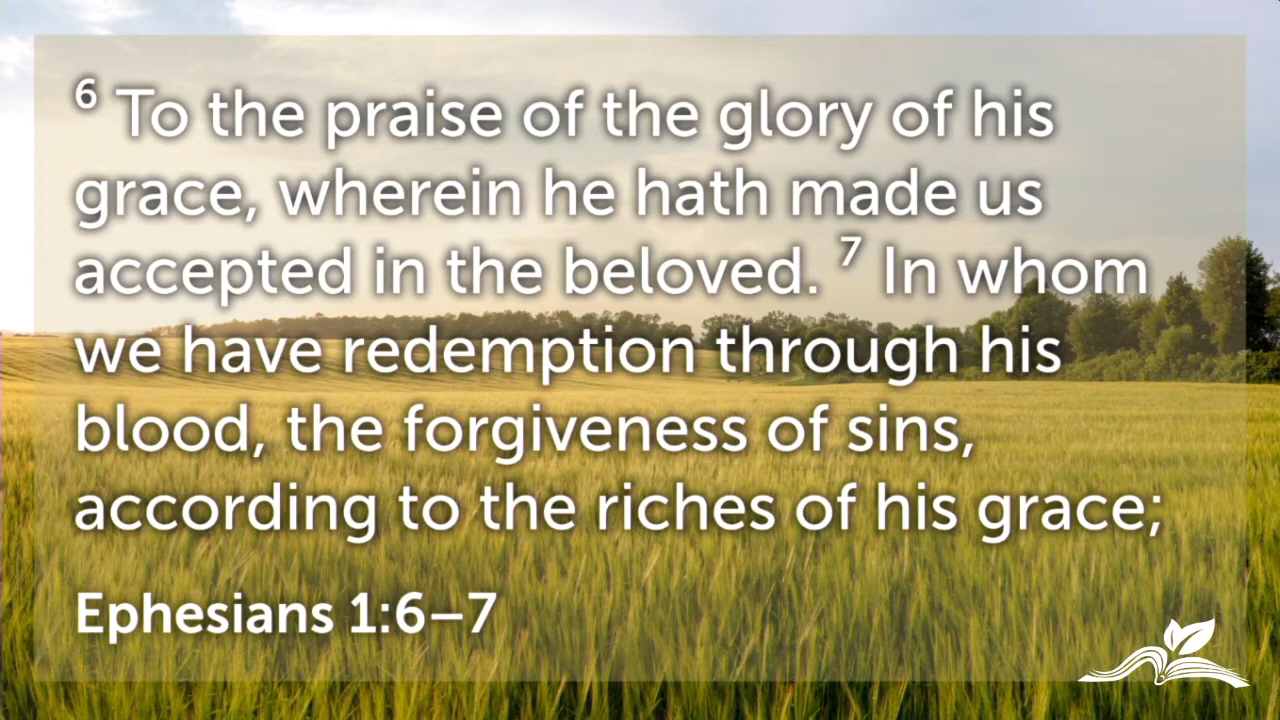 ⁶ To the praise of the glory of his
grace, wherein he hath made us
accepted in the beloved. ⁷ In whom
we have redemption through his
blood, the forgiveness of sins,
according to the riches of his grace;
Ephesians 1:6–7